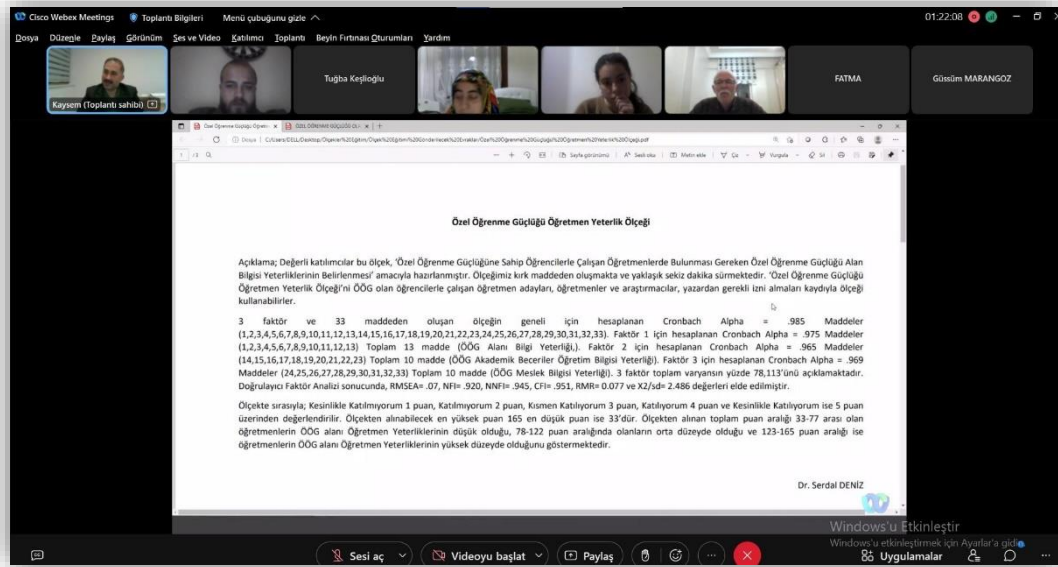 Cisco Webex Meetings
Toplantı Bilgileri
Menü çubuğunu gizle
01:22:08
Dosya Düzenle Paylaş Görünüm Ses ve Video Katılımcı Toplantı Beyin Fırtınası Oturumları Yardım
Kaysem (Toplantı sahibi)
Tuğba Keşlioğlu
FATMA
Güssüm MARANGOZ
Özel Öğrenme Güçlüğü Öğretmen Yeterlik Ölçeği
Açıklama; Değerli katılımcılar bu ölçek, 'Özel Öğrenme Güçlüğüne Sahip Öğrencilerle Çalışan Öğretmenlerde Bulunması Gereken Özel Öğrenme Güçlüğü Alan
Bilgisi Yeterliklerinin Belirlenmesi' amacıyla hazırlanmıştır. Ölçeğimiz kırk maddeden oluşmakta ve yaklaşık sekiz dakika sürmektedir. 'Özel Öğrenme Güçlüğü
Öğretmen Yeterlik Ölçeği'ni ÖÖG olan öğrencilerle çalışan öğretmen adayları, öğretmenler ve araştırmacılar, yazardan gerekli izni almaları kaydıyla ölçeği
kullanabilirler.
3 faktör ve 33 maddeden oluşan ölçeğin geneli için hesaplanan Cronbach Alpha = .985 Maddeler
(1,2,3,4,5,6,7,8,9,10,11,12,13,14,15,16,17,18,19,20,21,22,23,24,25,26,27,28,29,30,31,32,33). Faktör 1 için hesaplanan Cronbach Alpha = .975 Maddeler
(1,2,3,4,5,6,7,8,9,10,11,12,13) Toplam 13 madde (ÖÖG Alanı Bilgi Yeterliği,). Faktör 2 için hesaplanan Cronbach Alpha = .965 Maddeler
(14,15,16,17,18,19,20,21,22,23) Toplam 10 madde (ÖÖG Akademik Beceriler Öğretim Bilgisi Yeterliği). Faktör 3 için hesaplanan Cronbach Alpha = .969
Maddeler (24,25,26,27,28,29,30,31,32,33) Toplam 10 madde (ÖÖG Meslek Bilgisi Yeterliği). 3 faktör toplam varyansın yüzde 78,113'ünü açıklamaktadır.
Doğrulayıcı Faktör Analizi sonucunda, RMSEA= .07, NFI= .920, NNFI= .945, CFI= .951, RMR= 0.077 ve X2/sd= 2.486 değerleri elde edilmiştir.
Ölçekte sırasıyla; Kesinlikle Katılmıyorum 1 puan, Katılmıyorum 2 puan, Kısmen Katılıyorum 3 puan, Katılıyorum 4 puan ve Kesinlikle Katılıyorum ise 5 puan
üzerinden değerlendirilir. Ölçekten alınabilecek en yüksek puan 165 en düşük puan ise 33'dür. Ölçekten alınan toplam puan aralığı 33-77 arası olan
öğretmenlerin ÖÖG alanı Öğretmen Yeterliklerinin düşük olduğu, 78-122 puan aralığında olanların orta düzeyde olduğu ve 123-165 puan aralığı ise
öğretmenlerin ÖÖG alanı Öğretmen Yeterliklerinin yüksek düzeyde olduğunu göstermektedir.
Dr. Serdal DENİZ
Windows'u Etkinleştir
Windows'u etkinleştirmek için Ayarlar'a gidin.
Sesi aç
Videoyu başlat
Paylaş
Uygulamalar